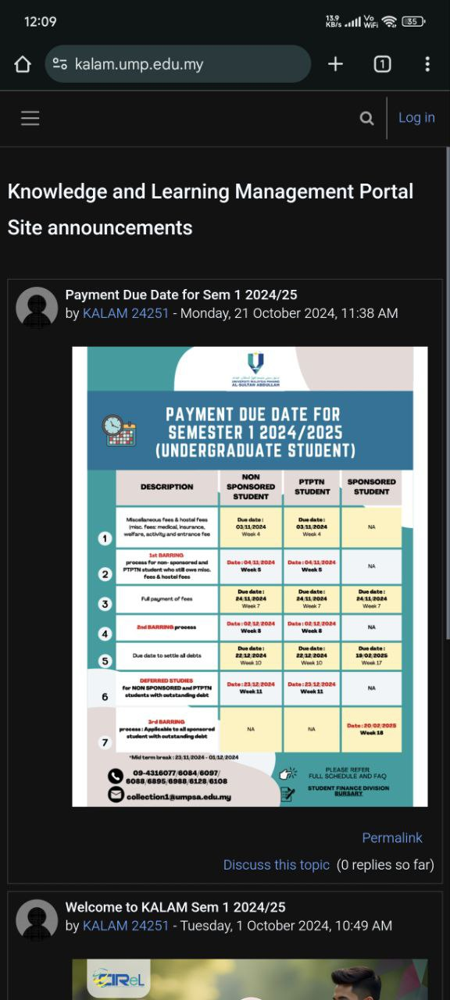 12:09
13.9
KB/s
Vo
WiFi
35
kalam.ump.edu.my
1
Log in
Knowledge and Learning Management Portal
Site announcements
Payment Due Date for Sem 1 2024/25
by KALAM 24251 - Monday, 21 October 2024, 11:38 AM
UNIVERSITI MALAYSIA PAHANG
AL-SULTAN ABDULLAH
PAYMENT DUE DATE FOR
SEMESTER 1 2024/2025
(UNDERGRADUATE STUDENT)
DESCRIPTION
NON
SPONSORED
STUDENT
PTPTN
STUDENT
SPONSORED
STUDENT
1
Miscellaneous fees & hostel fees
(misc. fees: medical, insurance,
welfare, activity and entrance fee
Due date :
03/11/2024
Week 4
Due date :
03/11/2024
Week 4
NA
2
1st BARRING
process for non- sponsored and
PTPTN student who still owe misc.
fees & hostel fees
Date : 04/11/2024
Week 5
Date : 04/11/2024
Week 5
NA
3
Full payment of fees
Due date :
24/11/2024
Week 7
Due date :
24/11/2024
Week 7
Due date :
24/11/2024
Week 7
4
2nd BARRING process
Date : 02/12/2024
Week 8
Date : 02/12/2024
Week 8
NA
5
Due date to settle all debts
Due date :
22/12/2024
Week 10
Due date :
22/12/2024
Week 10
Due date :
19/02/2025
Week 17
6
DEFERRED STUDIES
for NON SPONSORED and PTPTN
students with outstanding debt
Date : 23/12/2024
Week 11
Date : 23/12/2024
Week 11
NA
7
3rd BARRING
process : Applicable to all sponsored
student with outstanding debt
NA
NA
Date : 20/02/2025
Week 18
*Mid term break : 23/11/2024 - 01/12/2024
09-4316077/6084/6097/
6088/6895/6988/6128/6108
collection1@umpsa.edu.my
PLEASE REFER
FULL SCHEDULE AND FAQ
STUDENT FINANCE DIVISION
BURSARY
Permalink
Discuss this topic (0 replies so far)
Welcome to KALAM Sem 1 2024/25
by KALAM 24251 - Tuesday, 1 October 2024, 10:49 AM
CIReL